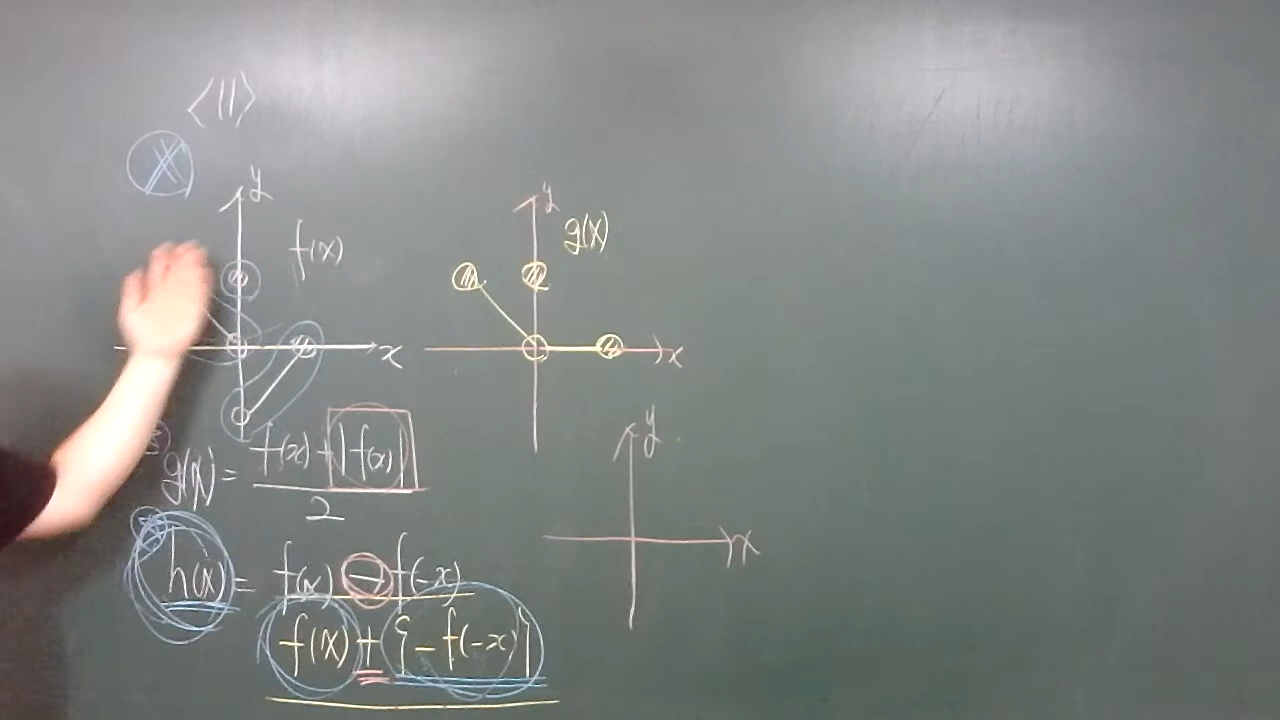 <11>
y
f(x)
x
y
g(x)
x
g(x) = f(x)+|f(x)| / 2
y
x
h(x) = f(x) - f(-x)
f(x) + {-f(-x)}